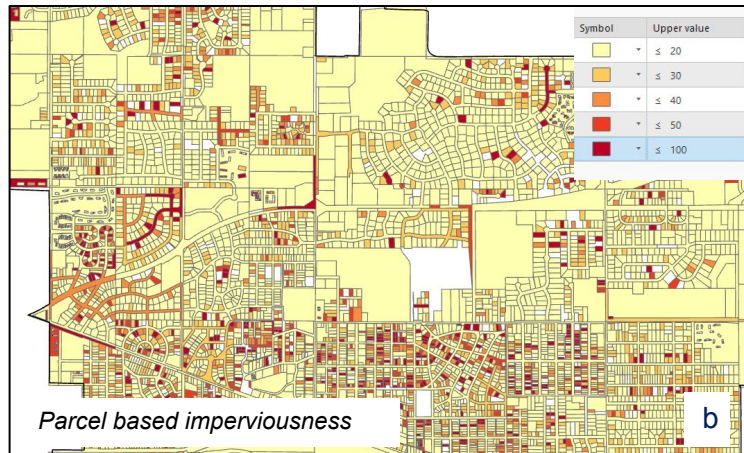 Symbol Upper value
≤ 20
≤ 30
≤ 40
≤ 50
≤ 100
Parcel based imperviousness
b